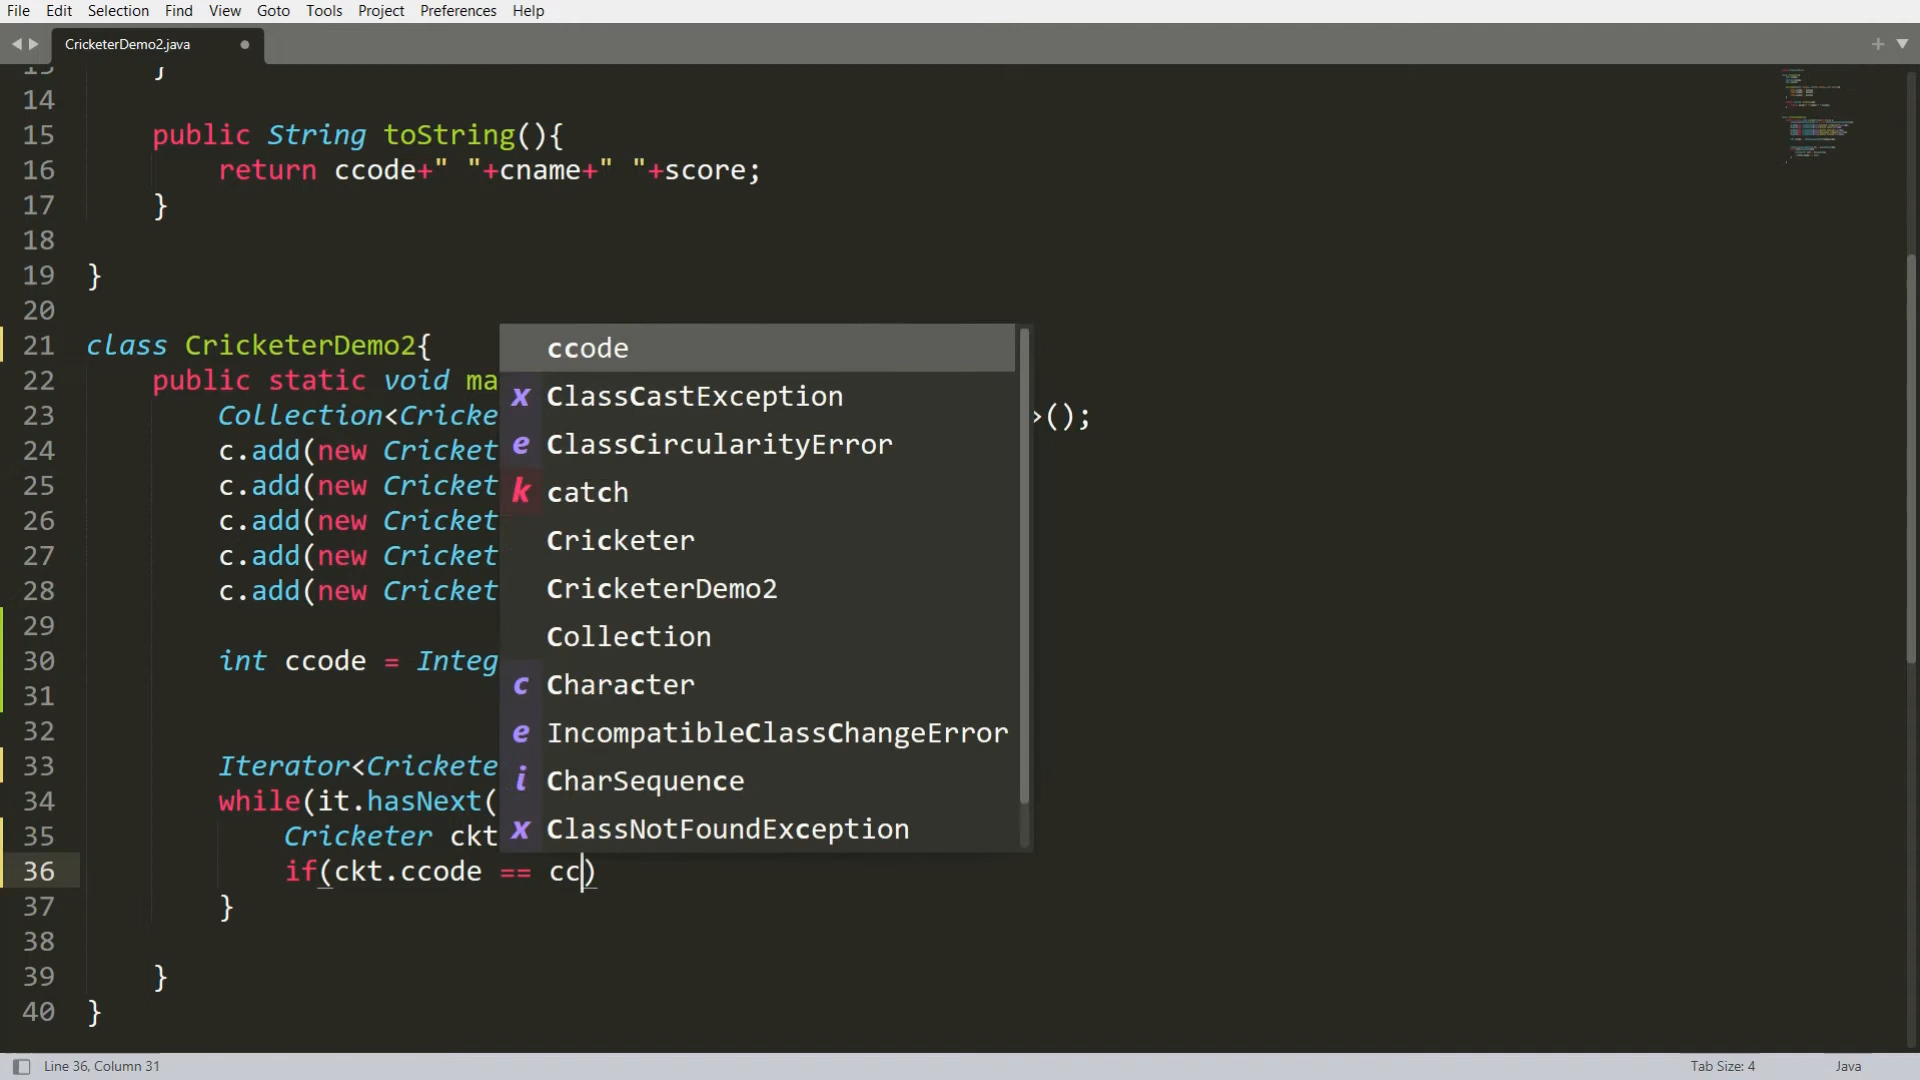 File Edit Selection Find View Goto Tools Project Preferences Help
CricketerDemo2.java
}
14
15 public String toString(){
16 return ccode+" "+cname+" "+score;
17 }
18
19 }
20
21 class CricketerDemo2{
22 public static void ma
23 Collection<Cricke >();
24 c.add(new Cricket
25 c.add(new Cricket
26 c.add(new Cricket
27 c.add(new Cricket
28 c.add(new Cricket
29
30 int ccode = Integ
31
32
33 Iterator<Crickete
34 while(it.hasNext(
35 Cricketer ckt
36 if(ckt.ccode == cc)
37 }
38
39 }
40 }
ccode
x ClassCastException
e ClassCircularityError
k catch
Cricketer
CricketerDemo2
Collection
c Character
e IncompatibleClassChangeError
i CharSequence
x ClassNotFoundException
Line 36, Column 31 Tab Size: 4 Java